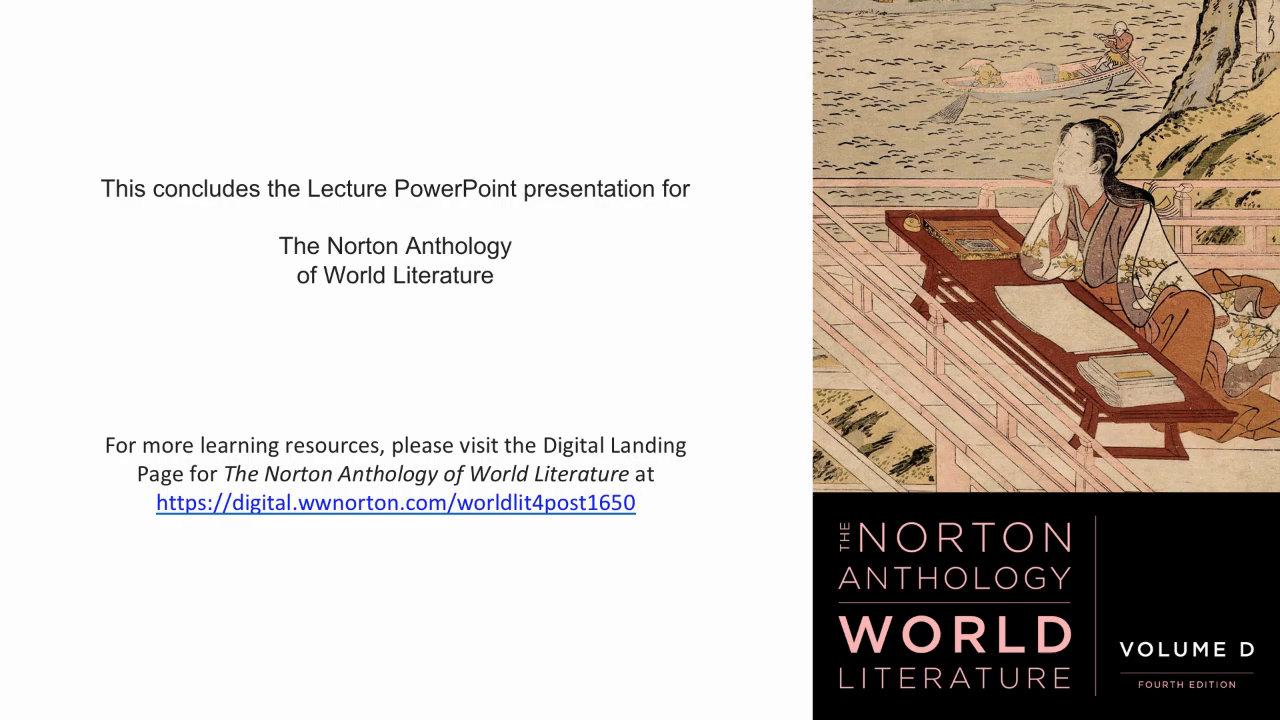 This concludes the Lecture PowerPoint presentation for
The Norton Anthology
of World Literature
For more learning resources, please visit the Digital Landing
Page for The Norton Anthology of World Literature at
https://digital.wwnorton.com/worldlit4post1650
THE NORTON
ANTHOLOGY
WORLD
LITERATURE
VOLUME D
FOURTH EDITION